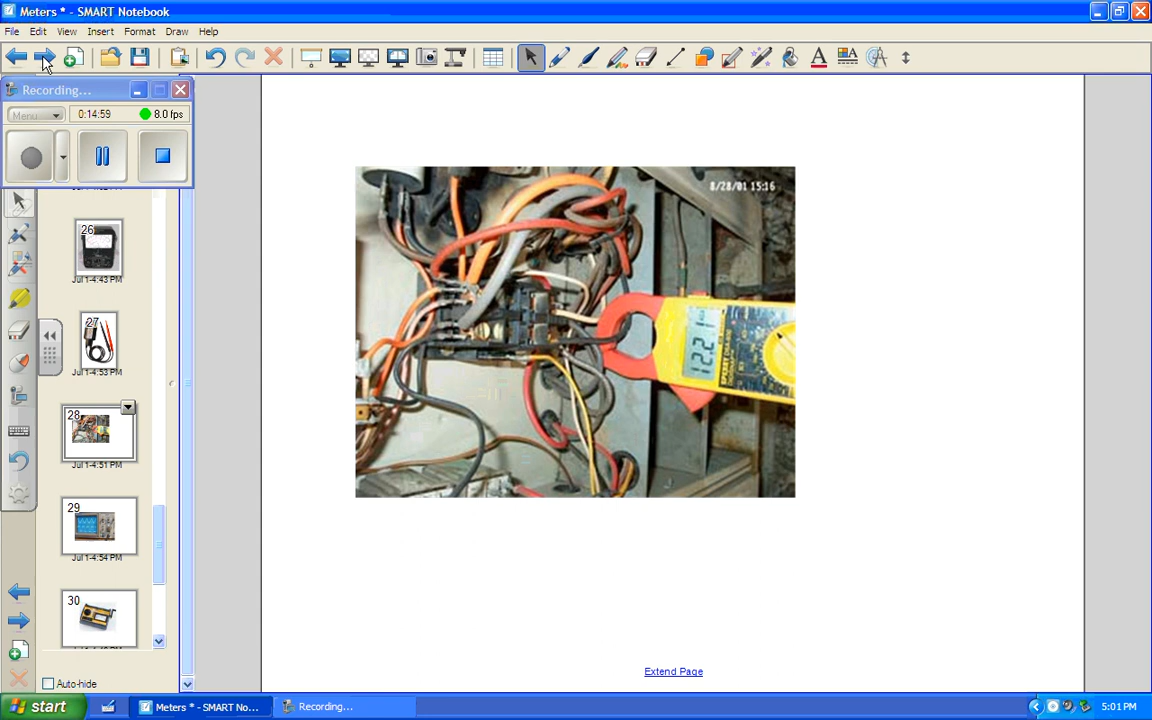 Meters * - SMART Notebook
File Edit View Insert Format Draw Help
Recording...
Menu 0:14:59 8.0 fps
26
Jul 1-4:43 PM
27
Jul 1-4:53 PM
28
Jul 1-4:51 PM
29
Jul 1-4:54 PM
30
Auto-hide
8/28/01 15:16
12.21
Extend Page
start Meters * - SMART No... Recording... 5:01 PM